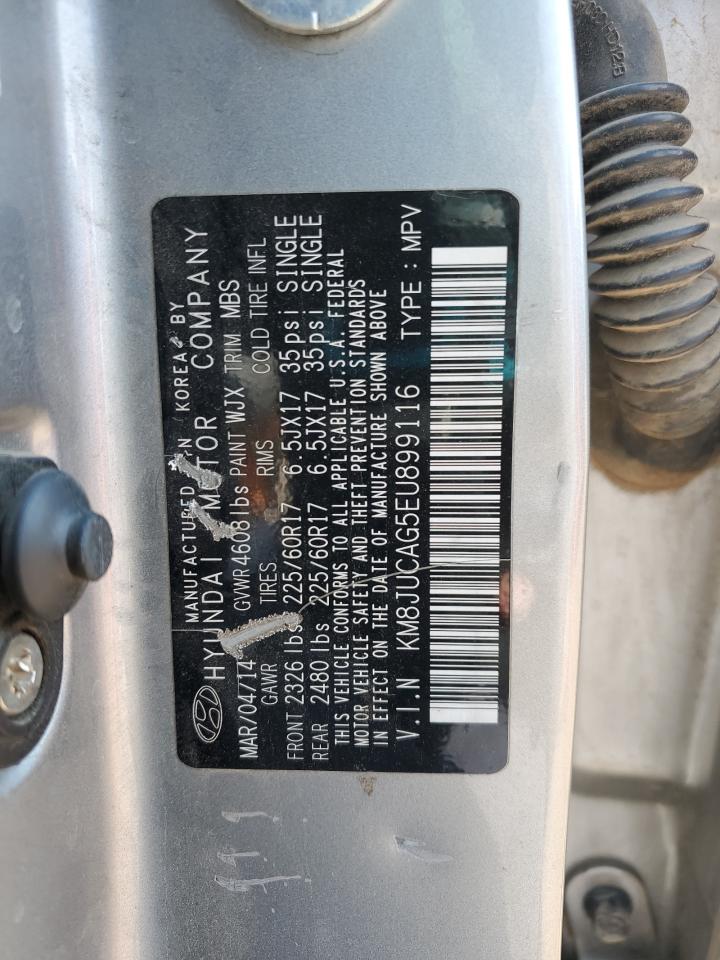 MANUFACTURED IN KOREA BY
HYUNDAI MOTOR COMPANY
MAR/04/14 GVWR 4608 lbs PAINT WJX TRIM MBS
GAWR TIRES RIMS COLD TIRE INFL
FRONT 2326 lbs 225/60R17 6.5JX17 35psi SINGLE
REAR 2480 lbs 225/60R17 6.5JX17 35psi SINGLE
THIS VEHICLE CONFORMS TO ALL APPLICABLE U.S.A. FEDERAL
MOTOR VEHICLE SAFETY AND THEFT PREVENTION STANDARDS
IN EFFECT ON THE DATE OF MANUFACTURE SHOWN ABOVE
V.I.N KM8JUCAG5EU899116 TYPE : MPV